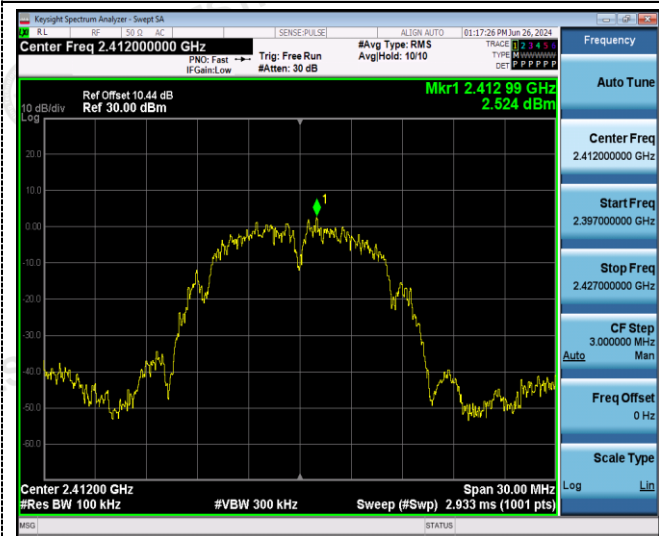 Keysight Spectrum Analyzer - Swept SA
RL RF 50 Ω AC SENSE:PULSE ALIGN AUTO 01:17:26 PM Jun 26, 2024
Center Freq 2.412000000 GHz
PNO: Fast
IFGain:Low
Trig: Free Run
#Atten: 30 dB
#Avg Type: RMS
Avg|Hold: 10/10
TRACE 1 2 3 4 5 6
TYPE M W W W W W
DET P P P P P P
Mkr1 2.412 99 GHz
2.524 dBm
Ref Offset 10.44 dB
10 dB/div Ref 30.00 dBm
Log
20.0
10.0
0.00
-10.0
-20.0
-30.0
-40.0
-50.0
-60.0
1
Center 2.41200 GHz Span 30.00 MHz
#Res BW 100 kHz #VBW 300 kHz Sweep (#Swp) 2.933 ms (1001 pts)
MSG STATUS
Frequency
Auto Tune
Center Freq
2.412000000 GHz
Start Freq
2.397000000 GHz
Stop Freq
2.427000000 GHz
CF Step
3.000000 MHz
Auto Man
Freq Offset
0 Hz
Scale Type
Log Lin